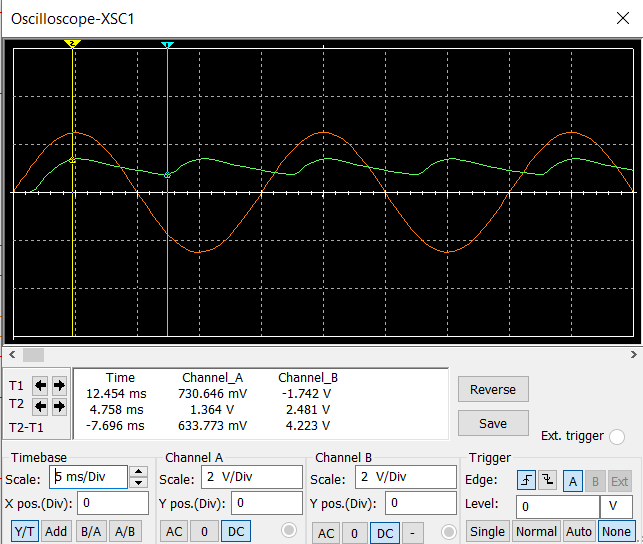 Oscilloscope-XSC1
2 1
T1
T2
T2-T1
Time Channel_A Channel_B
12.454 ms 730.646 mV -1.742 V
4.758 ms 1.364 V 2.481 V
-7.696 ms 633.773 mV 4.223 V
Reverse
Save
Ext. trigger
Timebase
Scale: 5 ms/Div
X pos.(Div): 0
Y/T Add B/A A/B
Channel A
Scale: 2 V/Div
Y pos.(Div): 0
AC 0 DC
Channel B
Scale: 2 V/Div
Y pos.(Div): 0
AC 0 DC -
Trigger
Edge: A B Ext
Level: 0 V
Single Normal Auto None